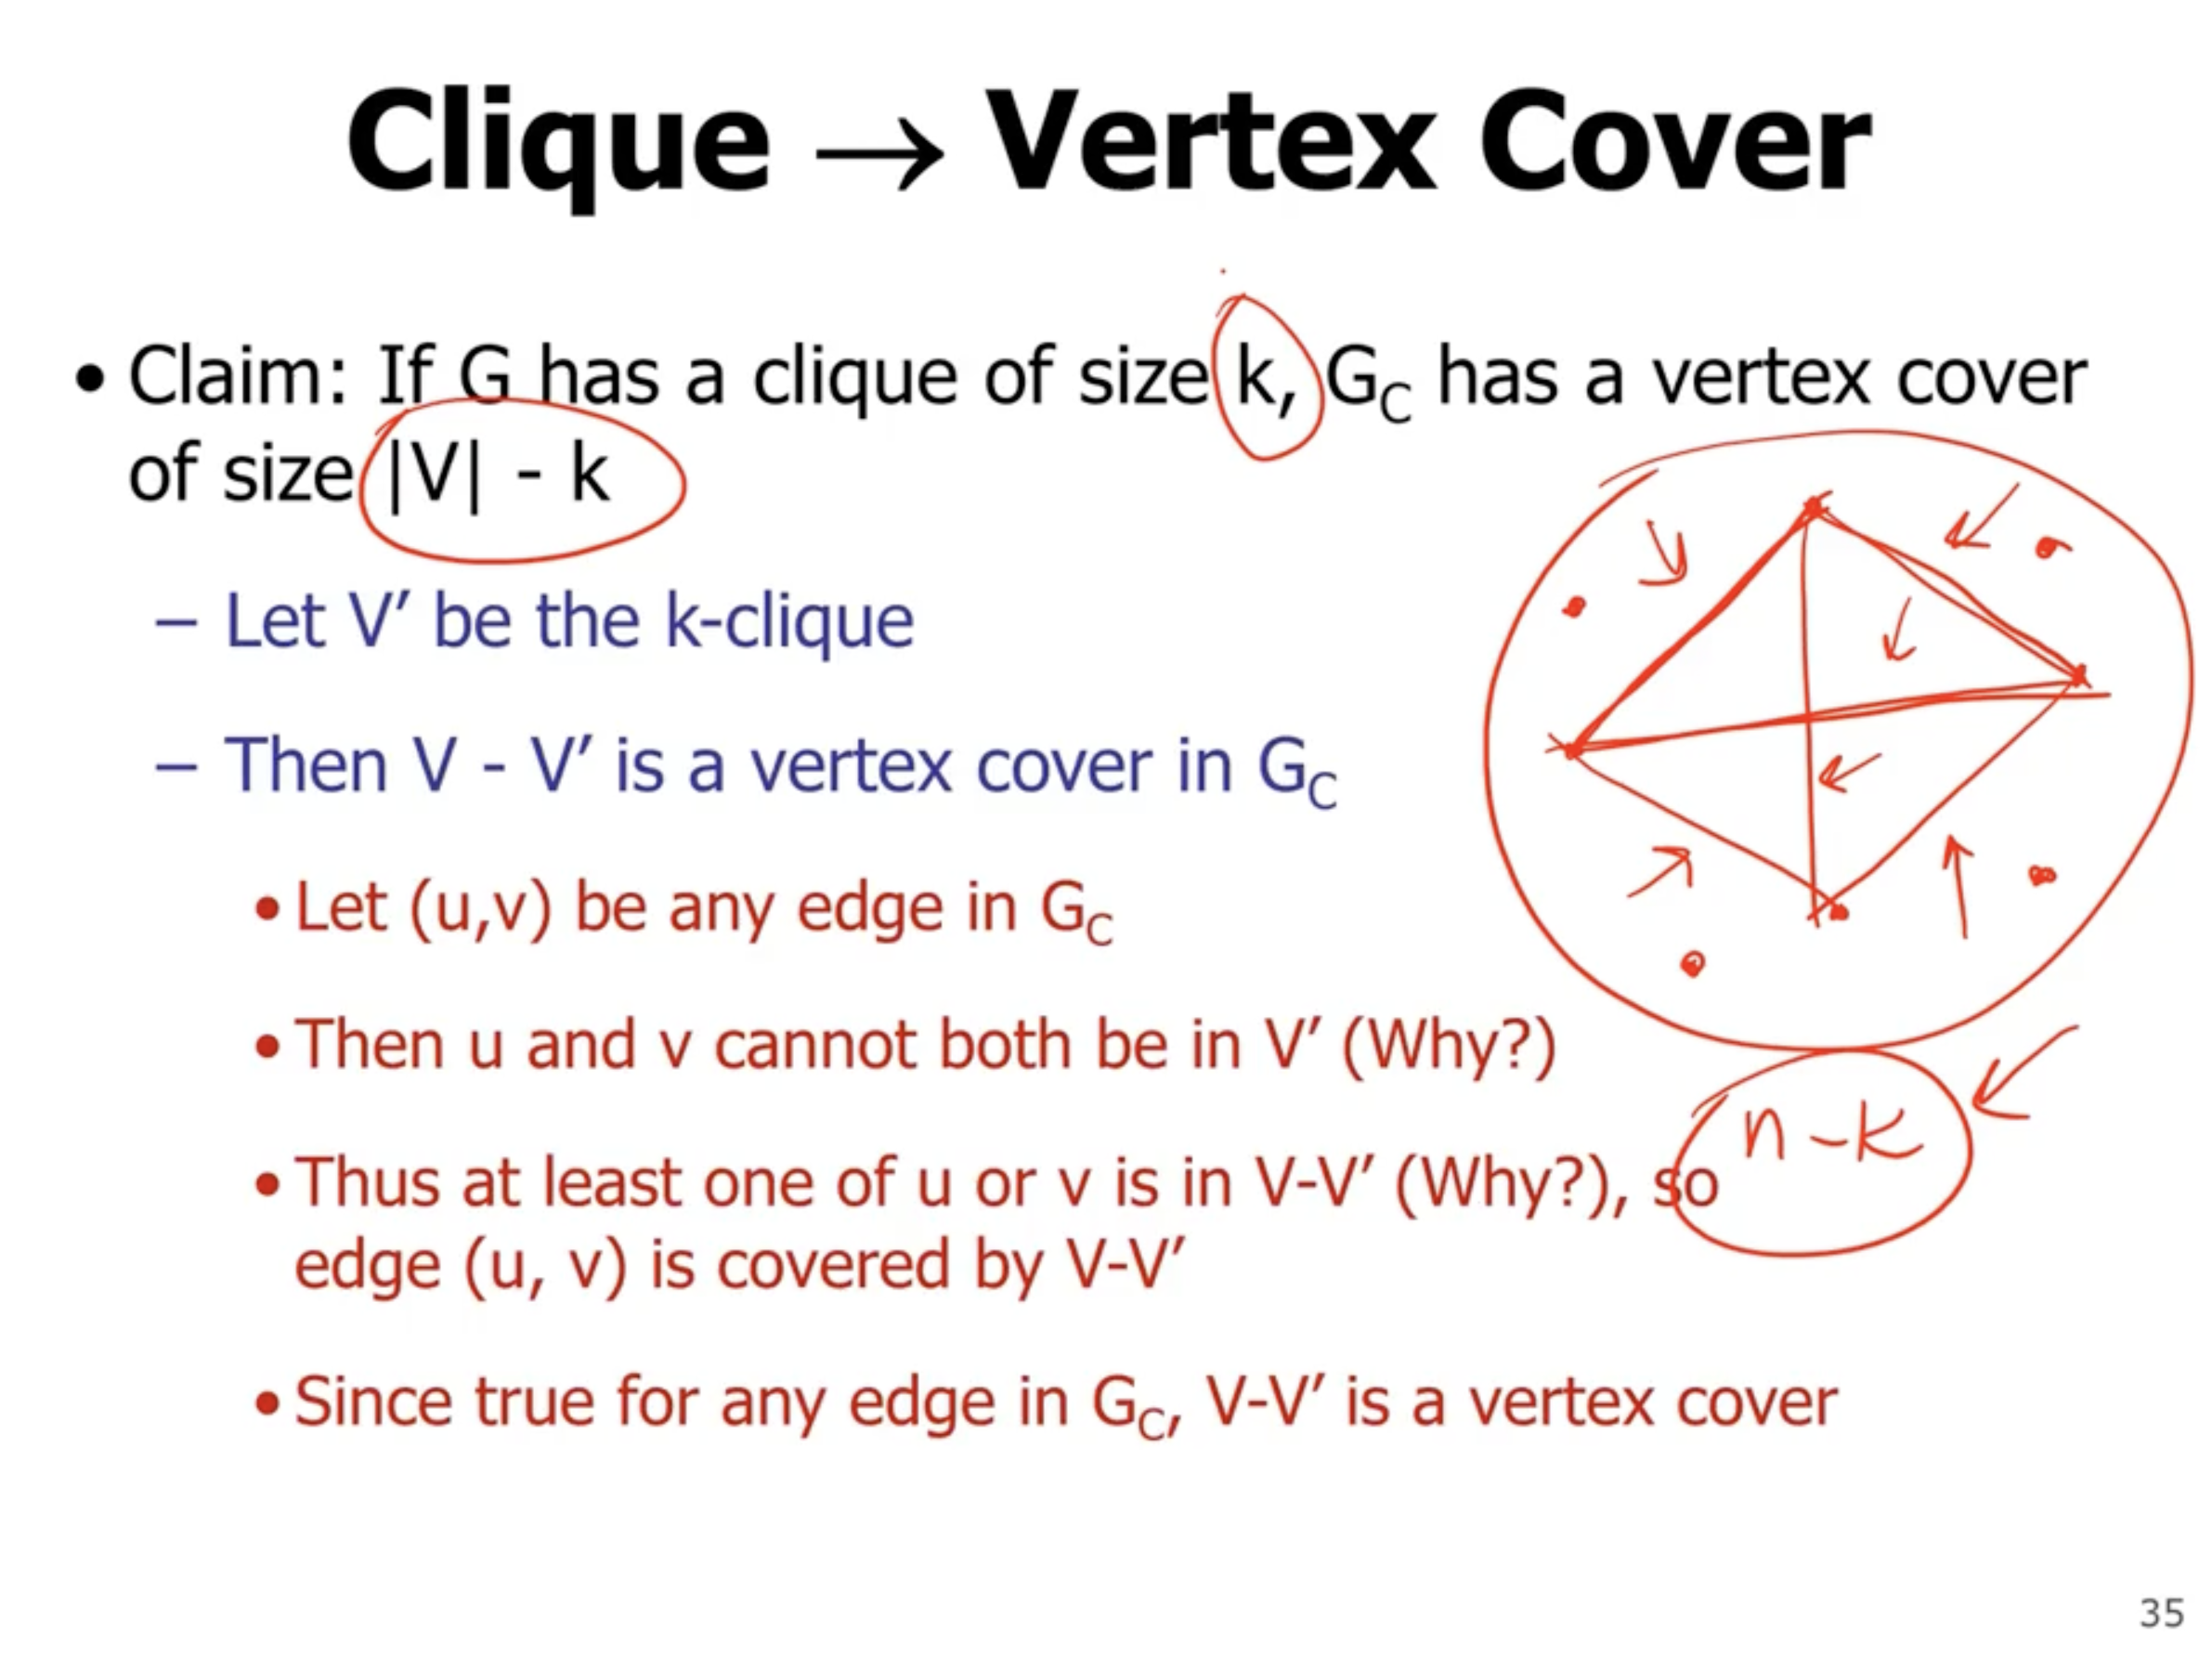 Clique → Vertex Cover
• Claim: If G has a clique of size k, G_C has a vertex cover
of size |V| - k
– Let V′ be the k-clique
– Then V - V′ is a vertex cover in G_C
• Let (u,v) be any edge in G_C
• Then u and v cannot both be in V′ (Why?)
n - k
• Thus at least one of u or v is in V-V′ (Why?), so
edge (u, v) is covered by V-V′
• Since true for any edge in G_C, V-V′ is a vertex cover
35